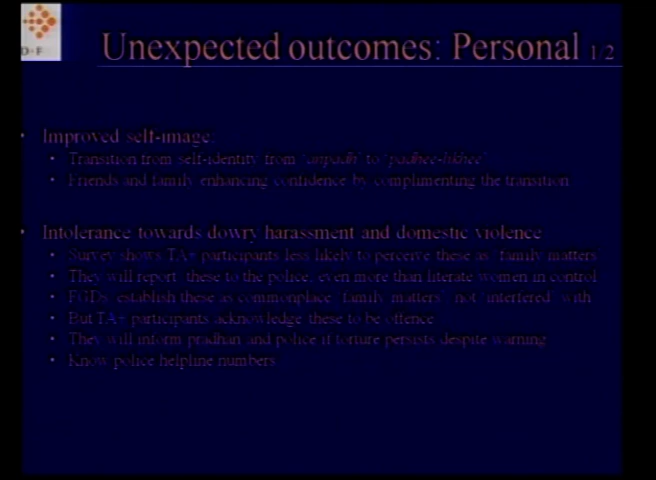 D+F
Unexpected outcomes: Personal 1/2
• Improved self-image:
• Transition from self-identity from 'anpadh' to 'padhee-likhee'
• Friends and family enhancing confidence by complimenting the transition
• Intolerance towards dowry harassment and domestic violence
• Survey shows TA+ participants less likely to perceive these as 'family matters'
• They will report these to the police, even more than literate women in control
• FGDs establish these as commonplace 'family matters' not 'interfered' with
• But TA+ participants acknowledge these to be offence
• They will inform pradhan and police if torture persists despite warning
• Know police helpline numbers